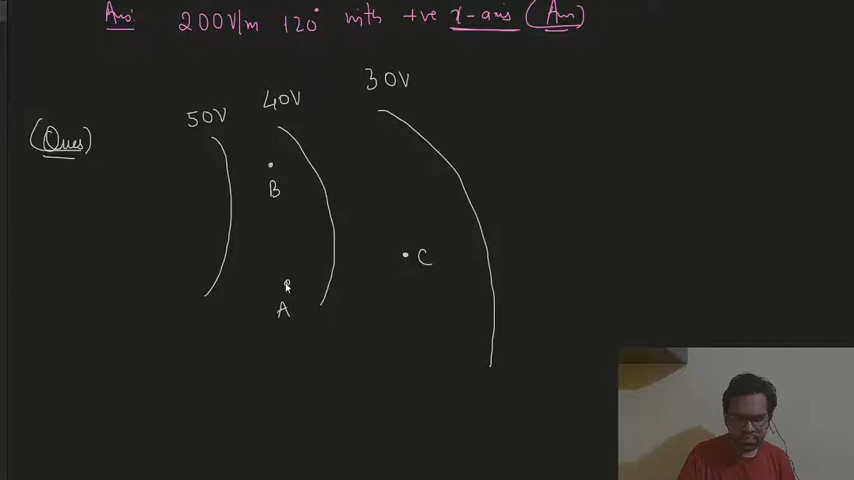 Ans: 200V/m 120° with +ve x-axis (Ans)
50V 40V 30V
(Ques)
B
C
A